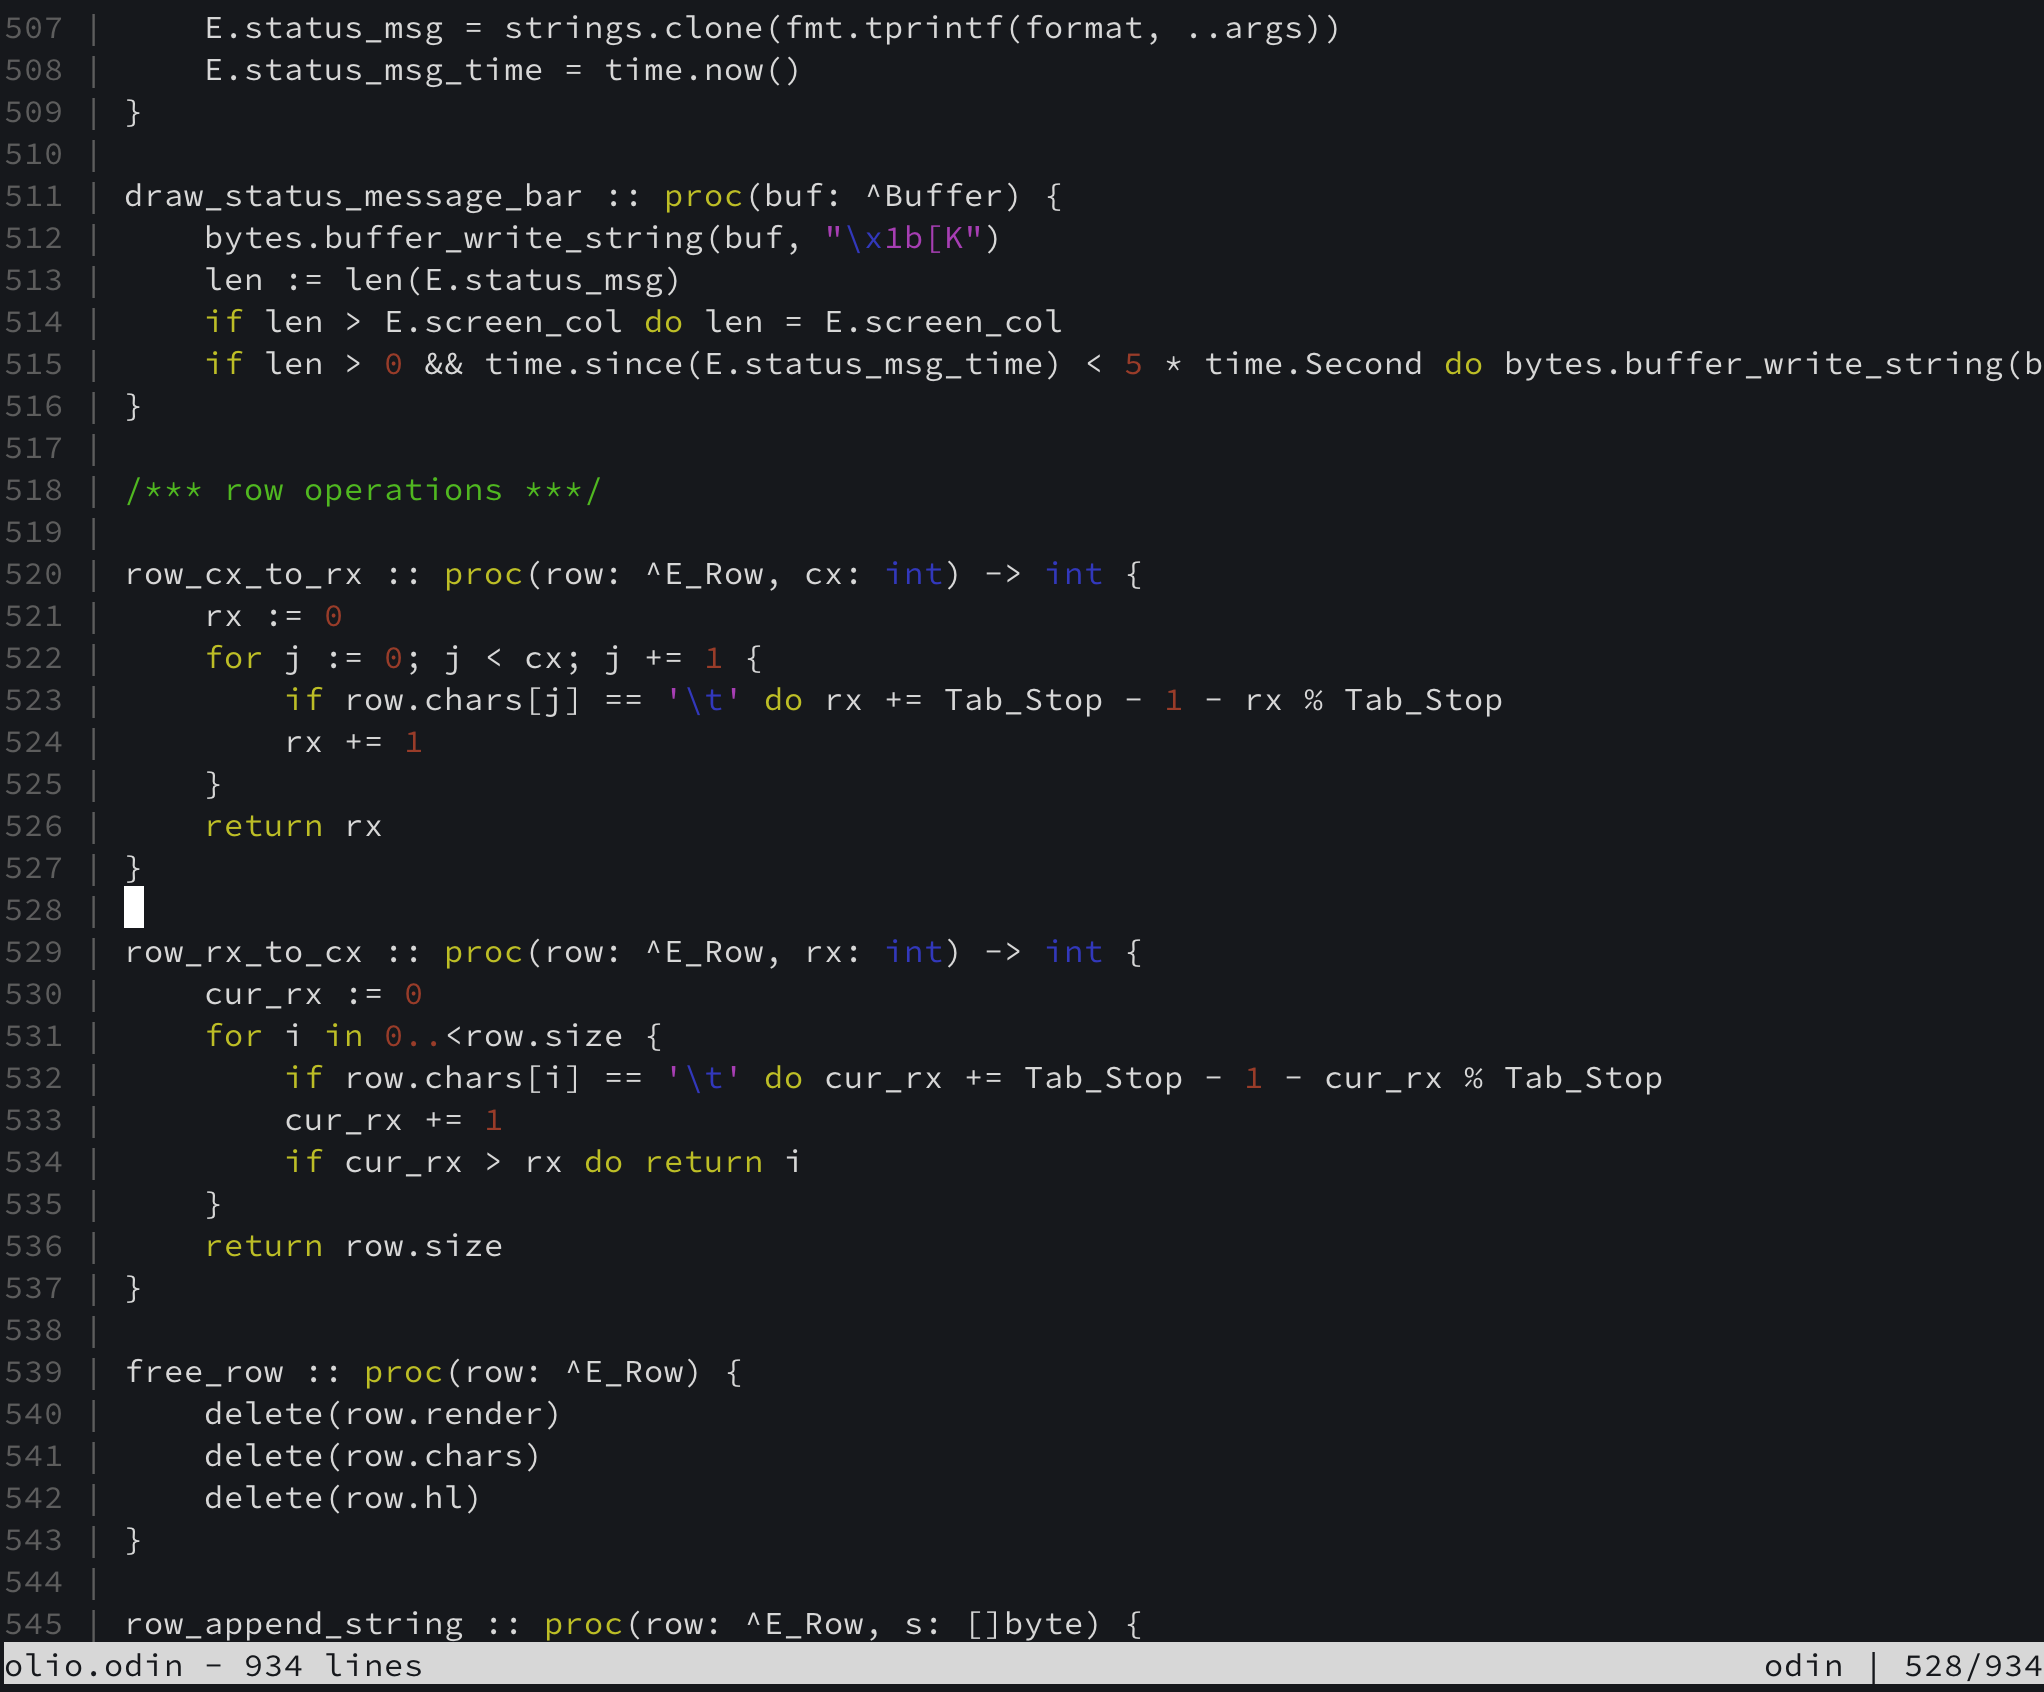 507 |     E.status_msg = strings.clone(fmt.tprintf(format, ..args))
508 |     E.status_msg_time = time.now()
509 | }
510 |
511 | draw_status_message_bar :: proc(buf: ^Buffer) {
512 |     bytes.buffer_write_string(buf, "\x1b[K")
513 |     len := len(E.status_msg)
514 |     if len > E.screen_col do len = E.screen_col
515 |     if len > 0 && time.since(E.status_msg_time) < 5 * time.Second do bytes.buffer_write_string(b
516 | }
517 |
518 | /*** row operations ***/
519 |
520 | row_cx_to_rx :: proc(row: ^E_Row, cx: int) -> int {
521 |     rx := 0
522 |     for j := 0; j < cx; j += 1 {
523 |         if row.chars[j] == '\t' do rx += Tab_Stop - 1 - rx % Tab_Stop
524 |         rx += 1
525 |     }
526 |     return rx
527 | }
528 |
529 | row_rx_to_cx :: proc(row: ^E_Row, rx: int) -> int {
530 |     cur_rx := 0
531 |     for i in 0..<row.size {
532 |         if row.chars[i] == '\t' do cur_rx += Tab_Stop - 1 - cur_rx % Tab_Stop
533 |         cur_rx += 1
534 |         if cur_rx > rx do return i
535 |     }
536 |     return row.size
537 | }
538 |
539 | free_row :: proc(row: ^E_Row) {
540 |     delete(row.render)
541 |     delete(row.chars)
542 |     delete(row.hl)
543 | }
544 |
545 | row_append_string :: proc(row: ^E_Row, s: []byte) {
olio.odin - 934 lines odin | 528/934